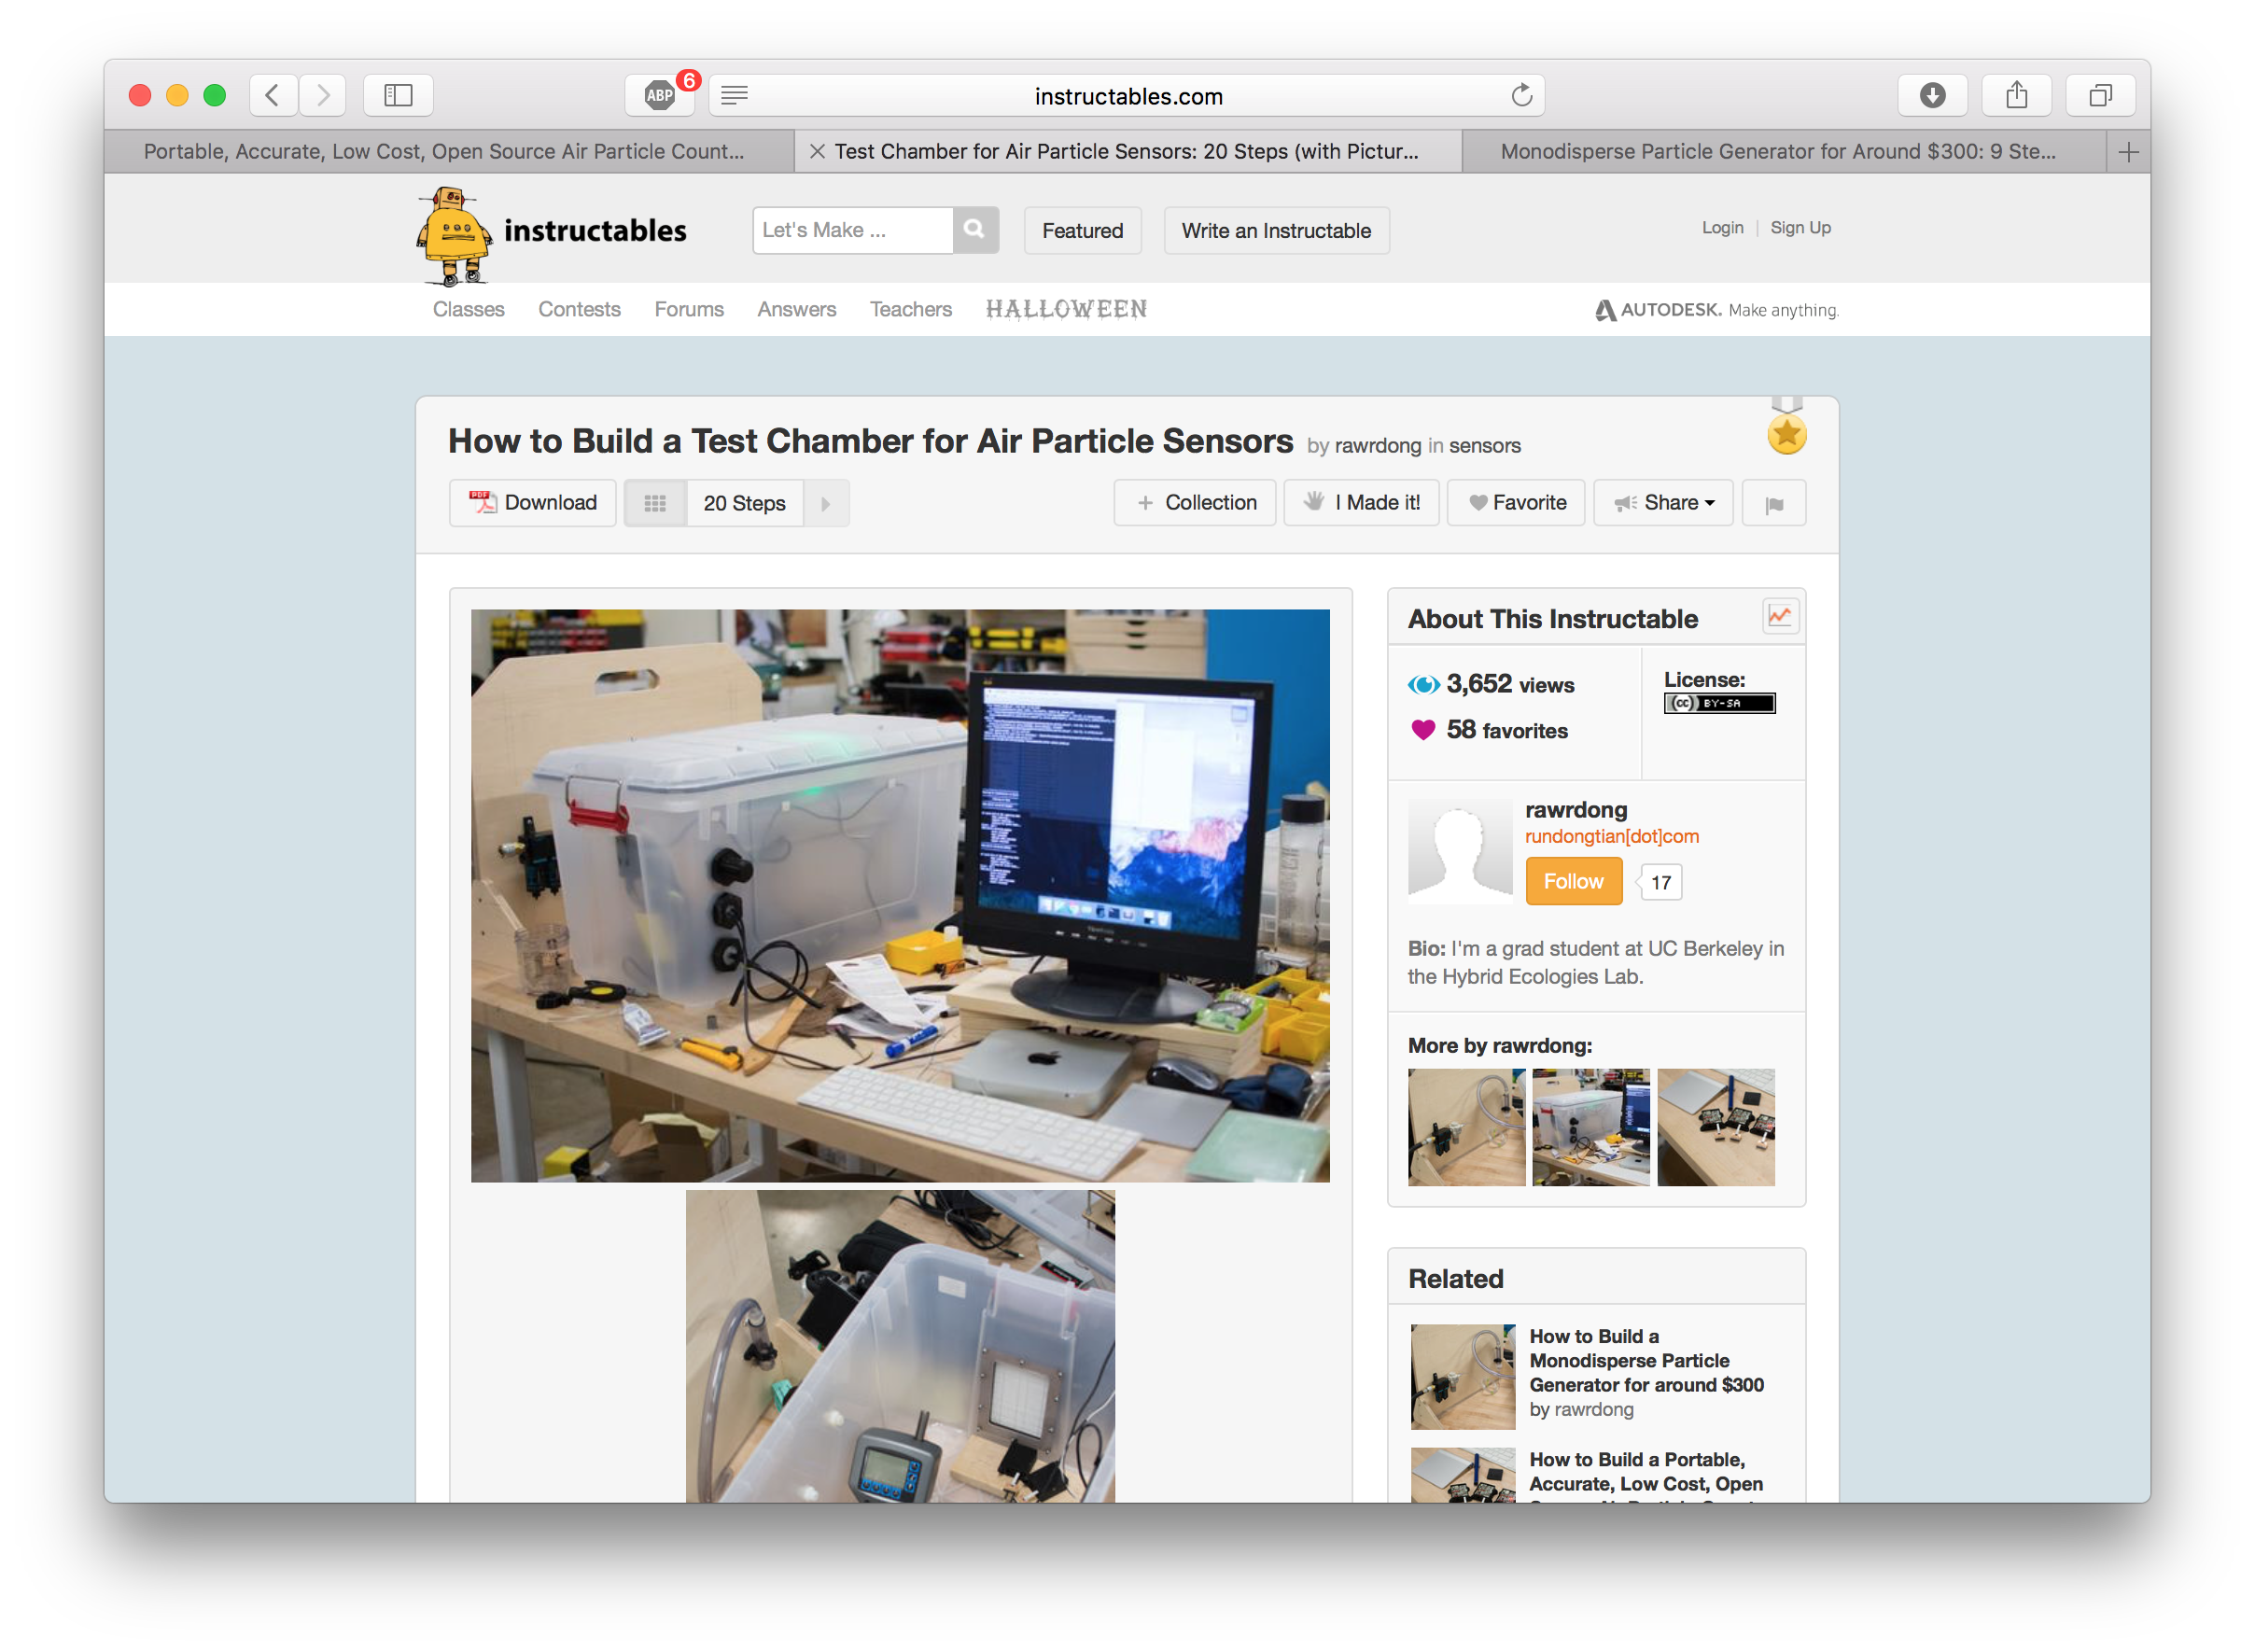 ABP
6
instructables.com
Portable, Accurate, Low Cost, Open Source Air Particle Count...
Test Chamber for Air Particle Sensors: 20 Steps (with Pictur...
Monodisperse Particle Generator for Around $300: 9 Ste...
instructables
Let's Make ...
Featured
Write an Instructable
Login | Sign Up
Classes
Contests
Forums
Answers
Teachers
HALLOWEEN
AUTODESK. Make anything.
How to Build a Test Chamber for Air Particle Sensors by rawrdong in sensors
PDF
Download
20 Steps
+ Collection
I Made it!
Favorite
Share
About This Instructable
3,652 views
58 favorites
License:
cc BY-SA
rawrdong
rundongtian[dot]com
Follow
17
Bio: I'm a grad student at UC Berkeley in
the Hybrid Ecologies Lab.
More by rawrdong:
Related
How to Build a
Monodisperse Particle
Generator for around $300
by rawrdong
How to Build a Portable,
Accurate, Low Cost, Open